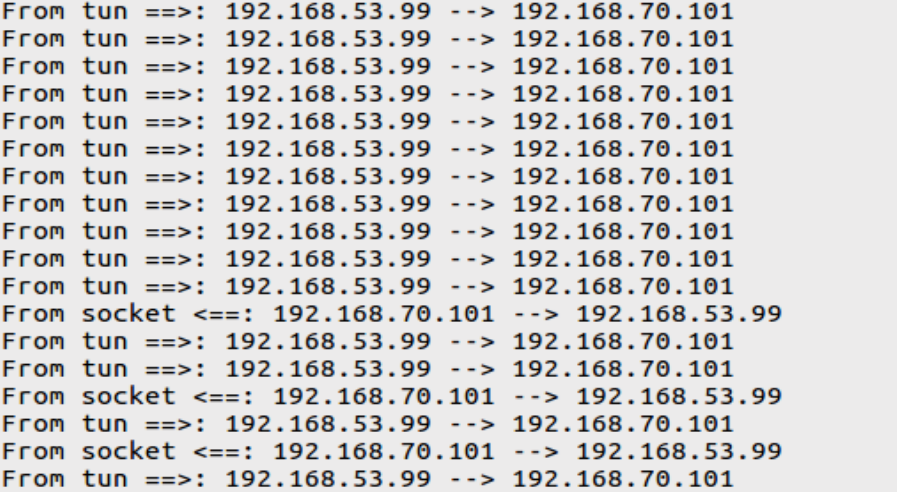 From tun ==>: 192.168.53.99 --> 192.168.70.101
From tun ==>: 192.168.53.99 --> 192.168.70.101
From tun ==>: 192.168.53.99 --> 192.168.70.101
From tun ==>: 192.168.53.99 --> 192.168.70.101
From tun ==>: 192.168.53.99 --> 192.168.70.101
From tun ==>: 192.168.53.99 --> 192.168.70.101
From tun ==>: 192.168.53.99 --> 192.168.70.101
From tun ==>: 192.168.53.99 --> 192.168.70.101
From tun ==>: 192.168.53.99 --> 192.168.70.101
From tun ==>: 192.168.53.99 --> 192.168.70.101
From tun ==>: 192.168.53.99 --> 192.168.70.101
From socket <==: 192.168.70.101 --> 192.168.53.99
From tun ==>: 192.168.53.99 --> 192.168.70.101
From tun ==>: 192.168.53.99 --> 192.168.70.101
From socket <==: 192.168.70.101 --> 192.168.53.99
From tun ==>: 192.168.53.99 --> 192.168.70.101
From socket <==: 192.168.70.101 --> 192.168.53.99
From tun ==>: 192.168.53.99 --> 192.168.70.101